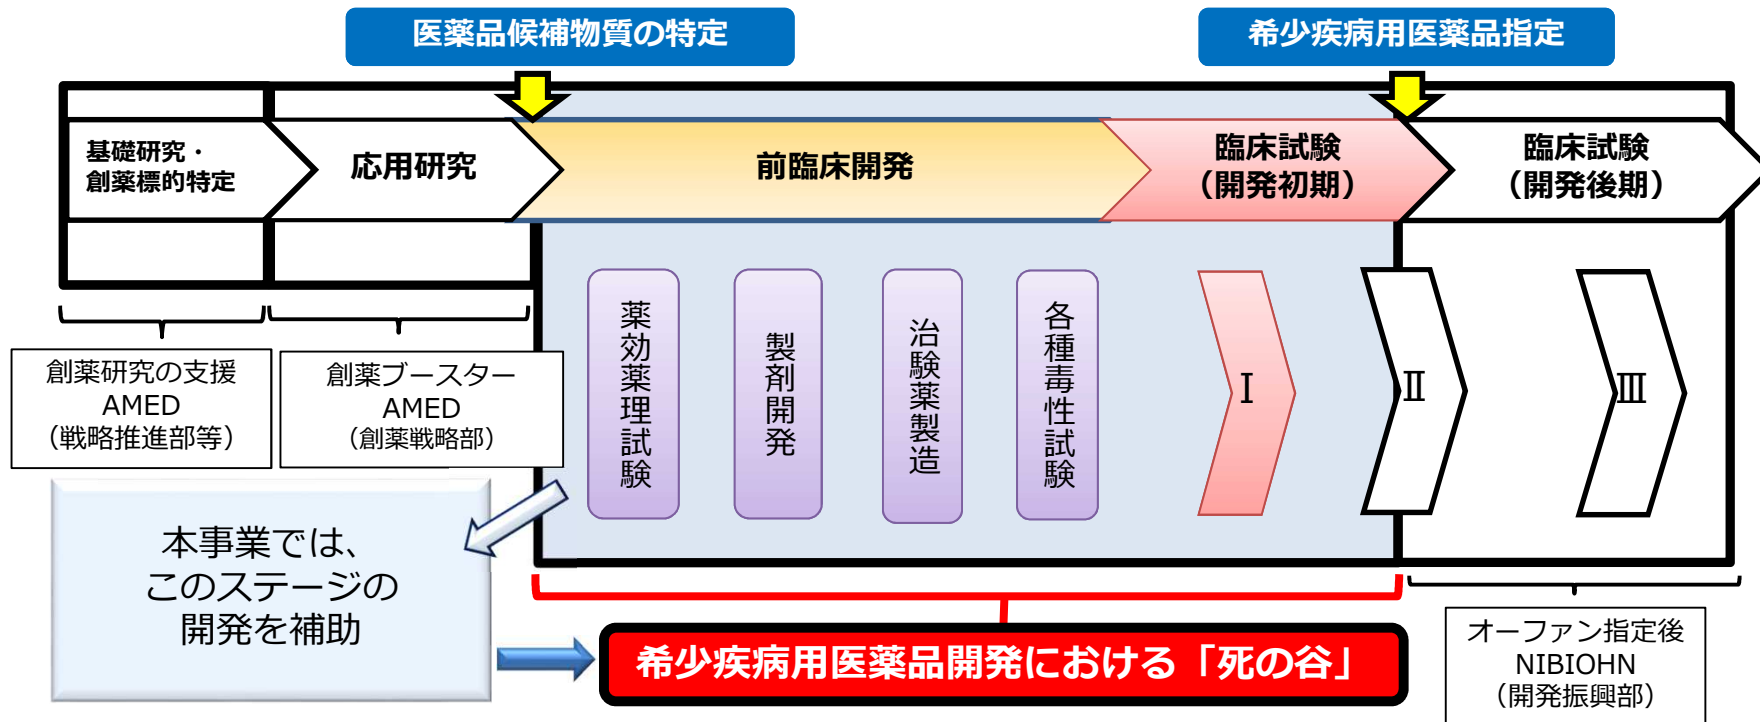 医薬品候補物質の特定
希少疾病用医薬品指定
基礎研究・
創薬標的特定
応用研究
前臨床開発
臨床試験
（開発初期）
臨床試験
（開発後期）
薬効薬理試験
製剤開発
治験薬製造
各種毒性試験
Ⅰ
Ⅱ
Ⅲ
創薬研究の支援
AMED
（戦略推進部等）
創薬ブースター
AMED
（創薬戦略部）
本事業では、
このステージの
開発を補助
希少疾病用医薬品開発における「死の谷」
オーファン指定後
NIBIOHN
（開発振興部）